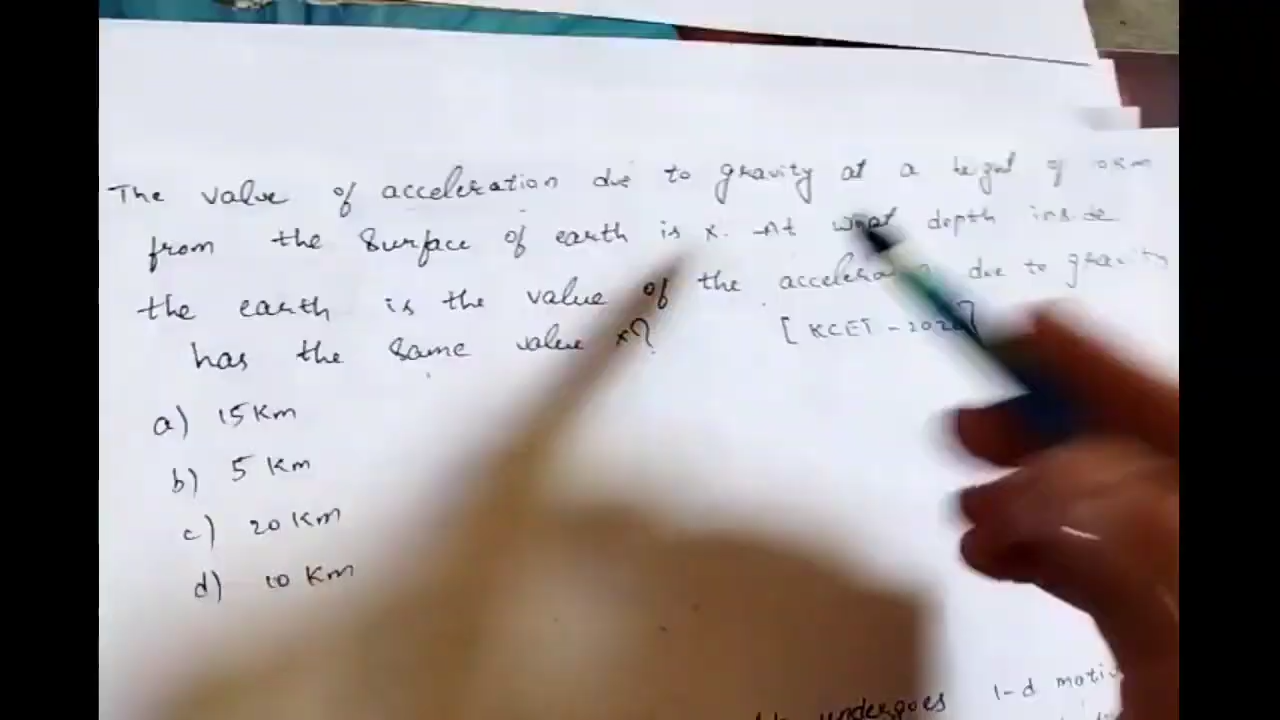 The value of acceleration due to gravity at a height of 0km
from the surface of earth is x. At what depth inside
the earth is the value of the due to gravity
has the same value x? [KCET -
a) 15 Km
b) 5 Km
c) 20 Km
d) 10 Km
undergoes 1-d